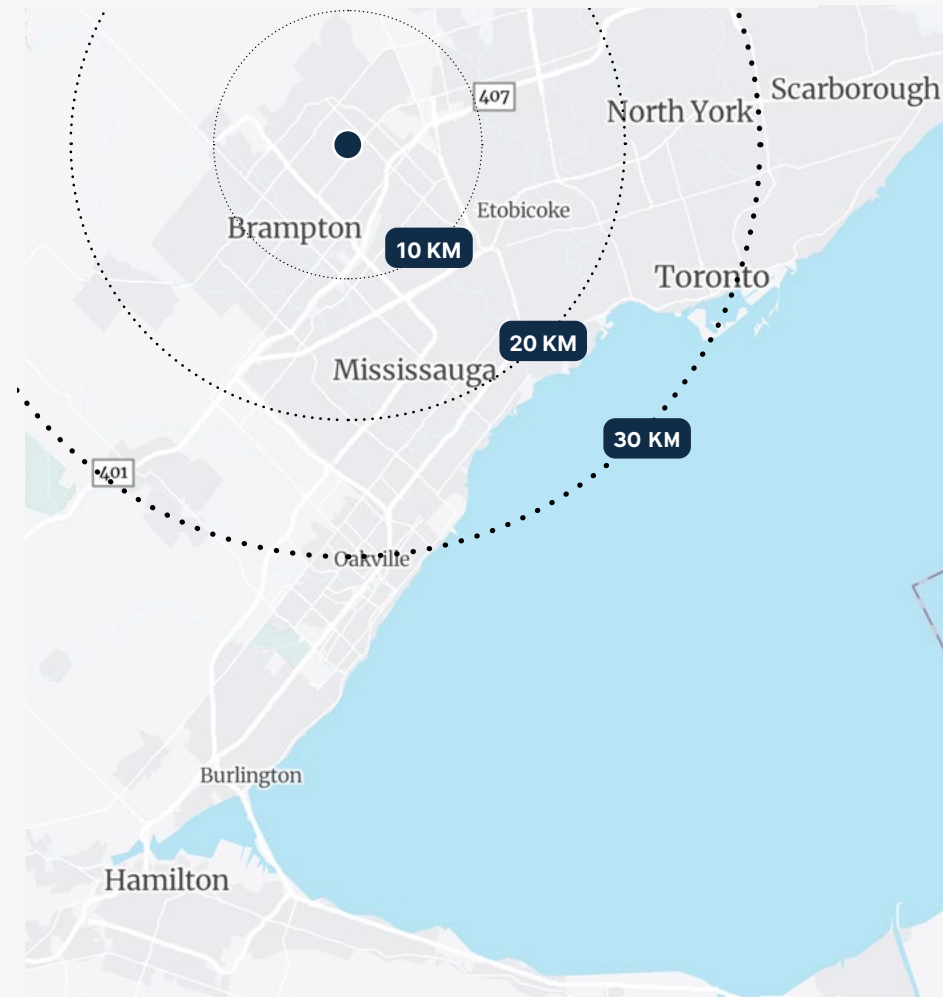 Scarborough
407
North York
Etobicoke
Brampton
10 KM
Toronto
20 KM
Mississauga
30 KM
401
Oakville
Burlington
Hamilton